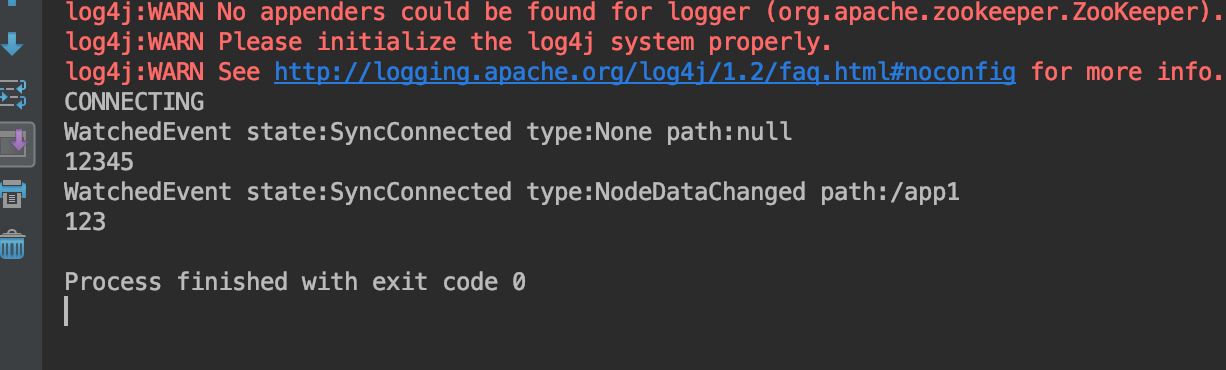 log4j:WARN No appenders could be found for logger (org.apache.zookeeper.ZooKeeper).
log4j:WARN Please initialize the log4j system properly.
log4j:WARN See http://logging.apache.org/log4j/1.2/faq.html#noconfig for more info.
CONNECTING
WatchedEvent state:SyncConnected type:None path:null
12345
WatchedEvent state:SyncConnected type:NodeDataChanged path:/app1
123
Process finished with exit code 0